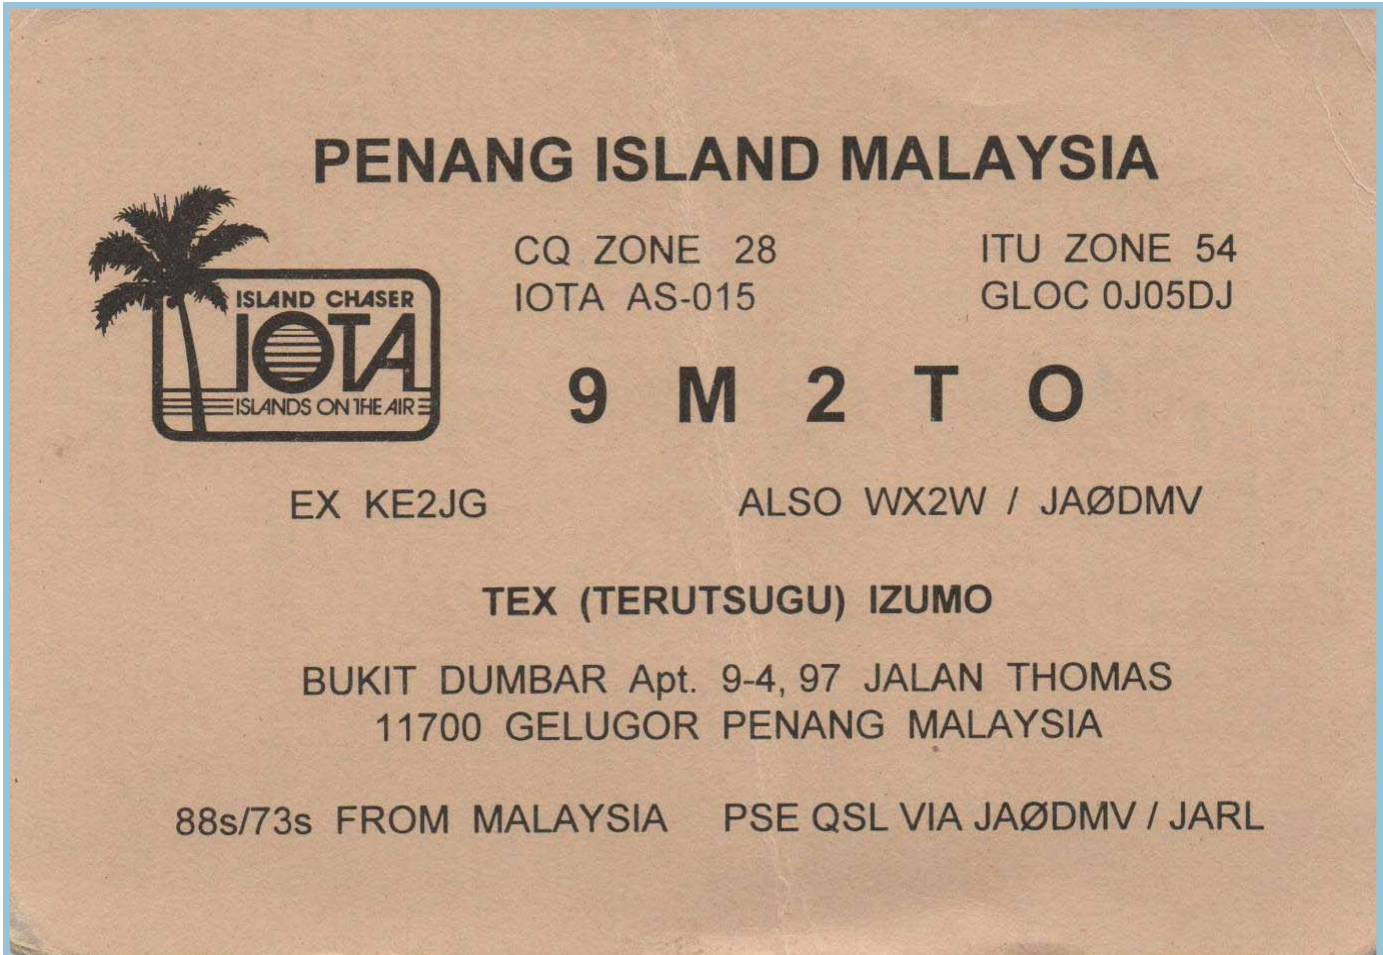 PENANG ISLAND MALAYSIA
CQ ZONE 28 ITU ZONE 54
IOTA AS-015 GLOC 0J05DJ
ISLAND CHASER
IOTA
ISLANDS ON THE AIR
9 M 2 T O
EX KE2JG ALSO WX2W / JAØDMV
TEX (TERUTSUGU) IZUMO
BUKIT DUMBAR Apt. 9-4, 97 JALAN THOMAS
11700 GELUGOR PENANG MALAYSIA
88s/73s FROM MALAYSIA PSE QSL VIA JAØDMV / JARL